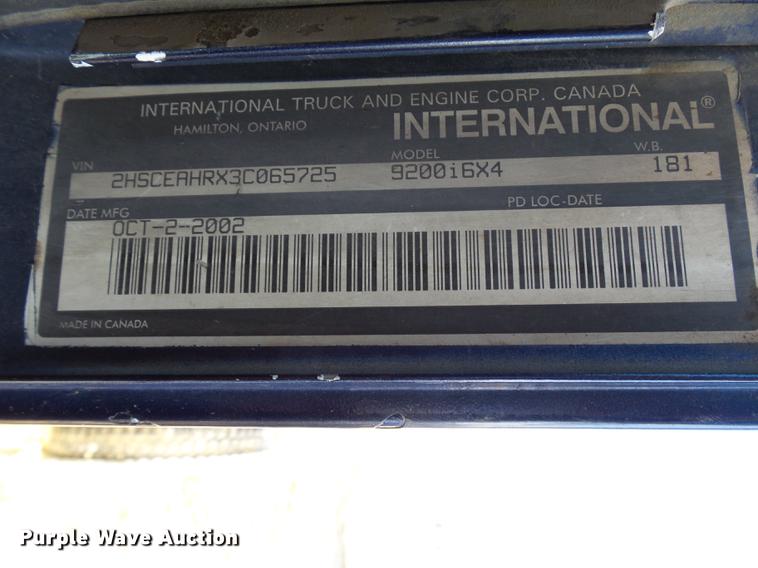 INTERNATIONAL TRUCK AND ENGINE CORP. CANADA
HAMILTON, ONTARIO
INTERNATIONAL®
VIN MODEL W.B.
2HSCEAHRX3C065725 9200i6X4 181
DATE MFG PD LOC-DATE
OCT-2-2002
MADE IN CANADA
Purple Wave Auction